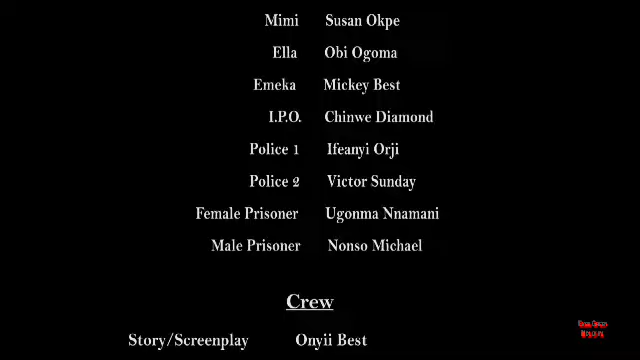 Mimi Susan Okpe
Ella Obi Ogoma
Emeka Mickey Best
I.P.O. Chinwe Diamond
Police 1 Ifeanyi Orji
Police 2 Victor Sunday
Female Prisoner Ugonma Nnamani
Male Prisoner Nonso Michael
Crew
Story/Screenplay Onyii Best